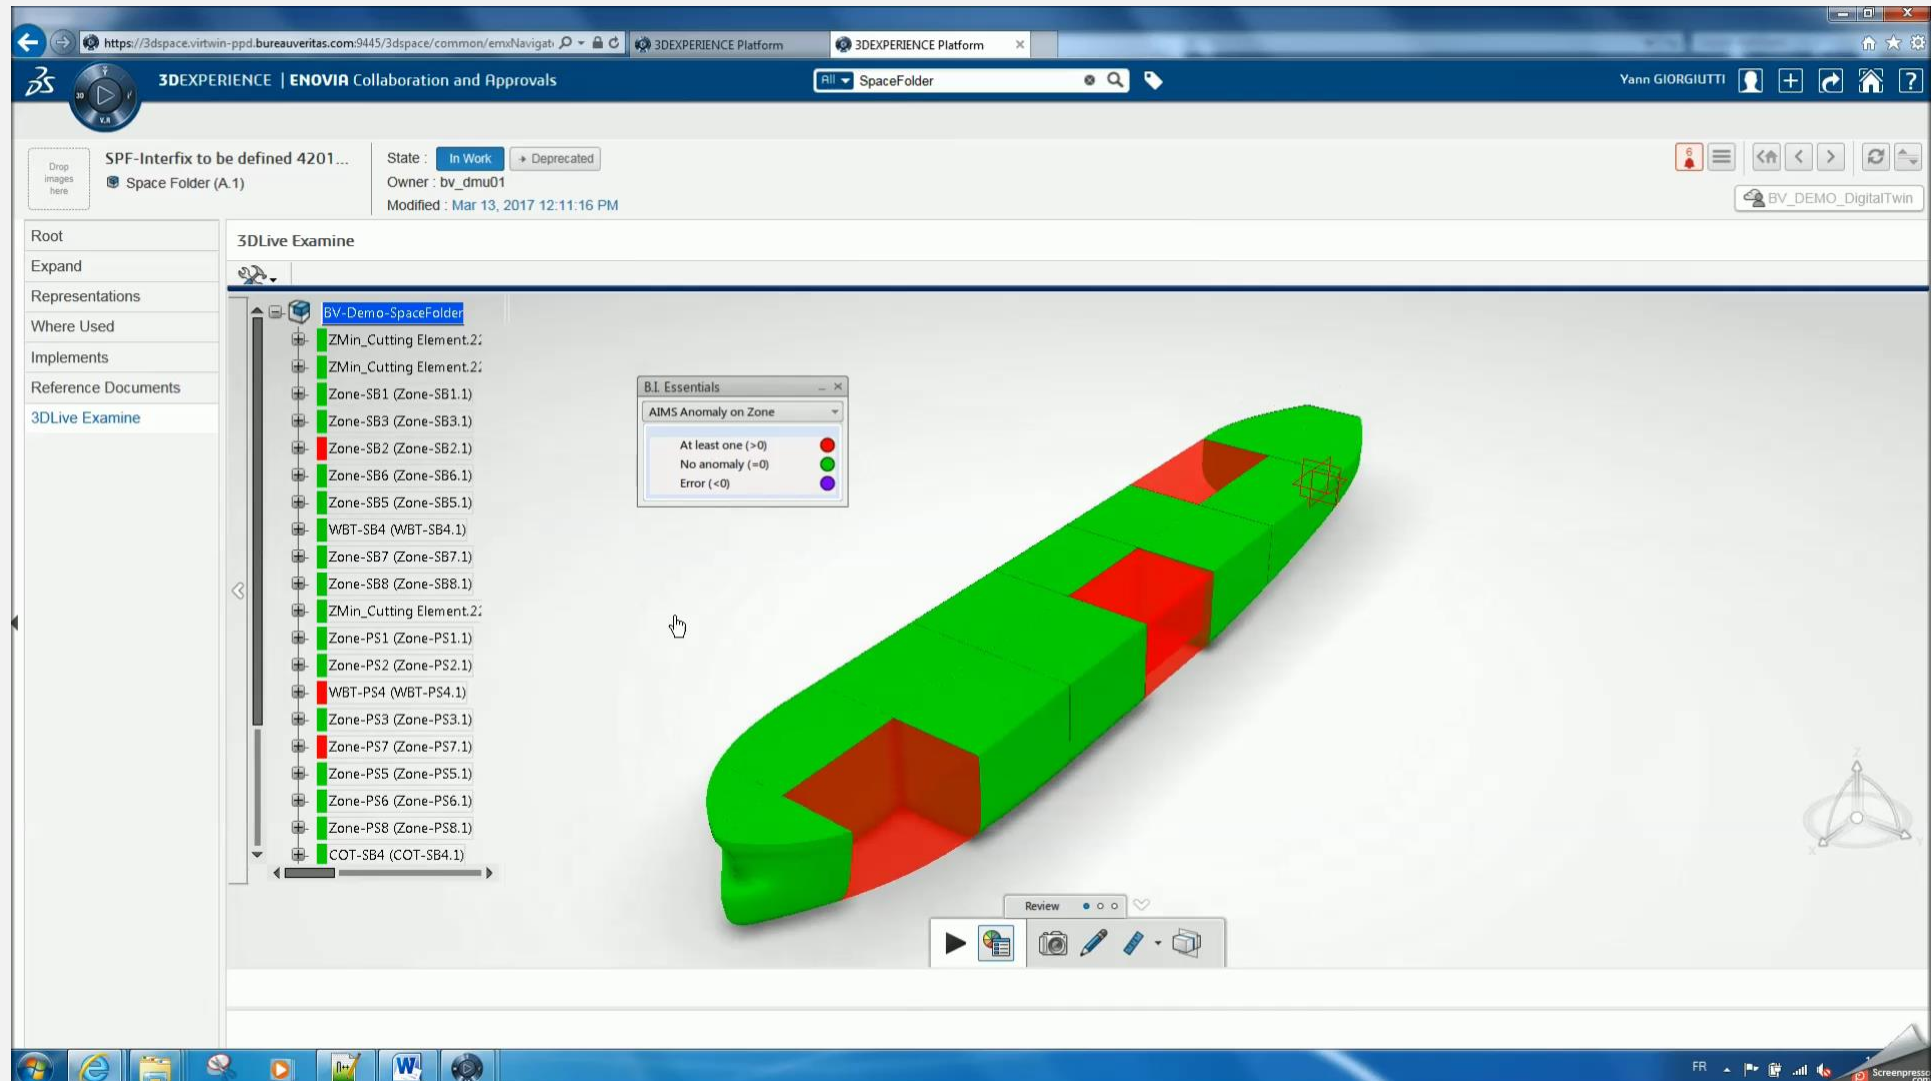 https://3dspace.virtwin-ppd.bureauveritas.com:9445/3dspace/common/emxNavigat
3DEXPERIENCE Platform
3DEXPERIENCE Platform
3DEXPERIENCE | ENOVIA Collaboration and Approvals
All
SpaceFolder
Yann GIORGIUTTI
3D
V.R
Drop
images
here
SPF-Interfix to be defined 4201...
Space Folder (A.1)
State : In Work Deprecated
Owner : bv_dmu01
Modified : Mar 13, 2017 12:11:16 PM
6
BV_DEMO_DigitalTwin
Root
Expand
Representations
Where Used
Implements
Reference Documents
3DLive Examine
3DLive Examine
BV-Demo-SpaceFolder
ZMin_Cutting Element.22
ZMin_Cutting Element.22
Zone-SB1 (Zone-SB1.1)
Zone-SB3 (Zone-SB3.1)
Zone-SB2 (Zone-SB2.1)
Zone-SB6 (Zone-SB6.1)
Zone-SB5 (Zone-SB5.1)
WBT-SB4 (WBT-SB4.1)
Zone-SB7 (Zone-SB7.1)
Zone-SB8 (Zone-SB8.1)
ZMin_Cutting Element.22
Zone-PS1 (Zone-PS1.1)
Zone-PS2 (Zone-PS2.1)
WBT-PS4 (WBT-PS4.1)
Zone-PS3 (Zone-PS3.1)
Zone-PS7 (Zone-PS7.1)
Zone-PS5 (Zone-PS5.1)
Zone-PS6 (Zone-PS6.1)
Zone-PS8 (Zone-PS8.1)
COT-SB4 (COT-SB4.1)
B.I. Essentials
AIMS Anomaly on Zone
At least one (>0)
No anomaly (=0)
Error (<0)
Z
X
Y
Review
FR
Screenpresso
.com